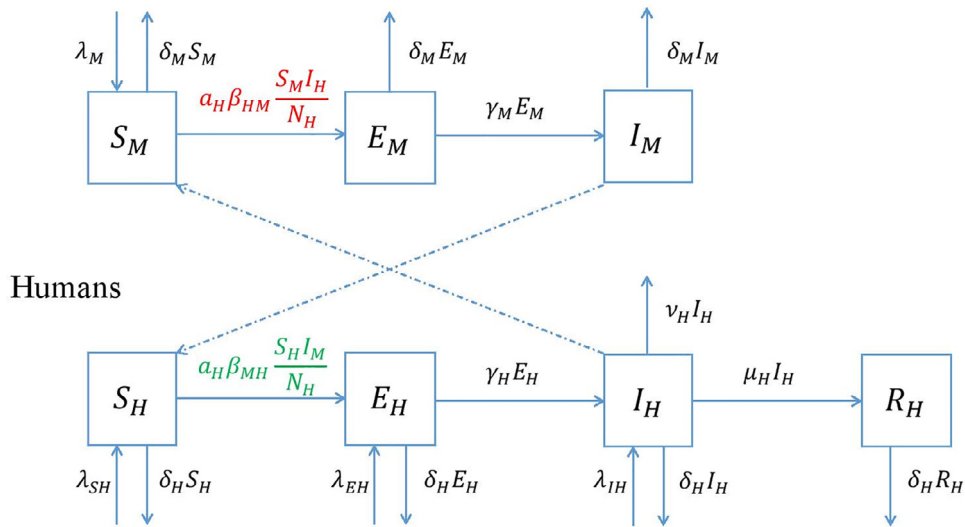 λ_M δ_M S_M δ_M E_M δ_M I_M
a_H β_HM S_M I_H / N_H γ_M E_M
S_M E_M I_M
Humans
ν_H I_H
a_H β_MH S_H I_M / N_H γ_H E_H μ_H I_H
S_H E_H I_H R_H
λ_SH δ_H S_H λ_EH δ_H E_H λ_IH δ_H I_H δ_H R_H